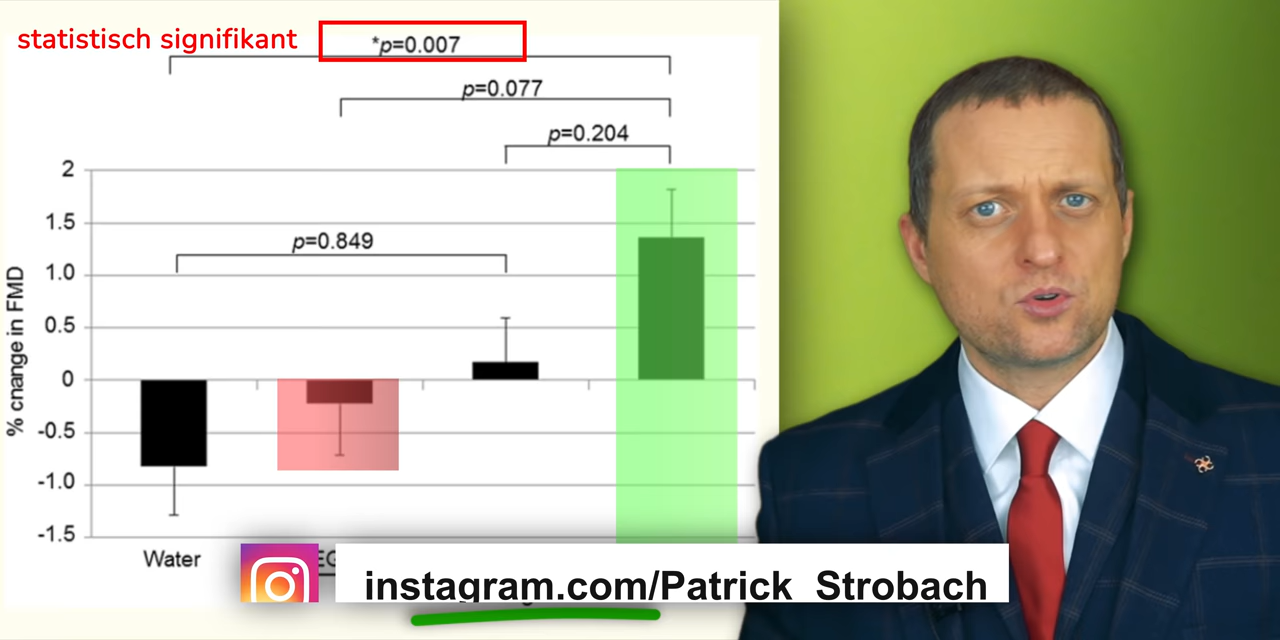 statistisch signifikant
*p=0.007
p=0.077
p=0.204
2
1.5
p=0.849
1.0
0.5
0
-0.5
-1.0
-1.5
% cnange in FMD
Water
instagram.com/Patrick_Strobach